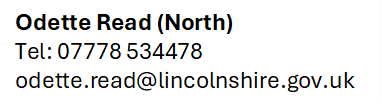 Odette Read (North)
Tel: 07778 534478
odette.read@lincolnshire.gov.uk